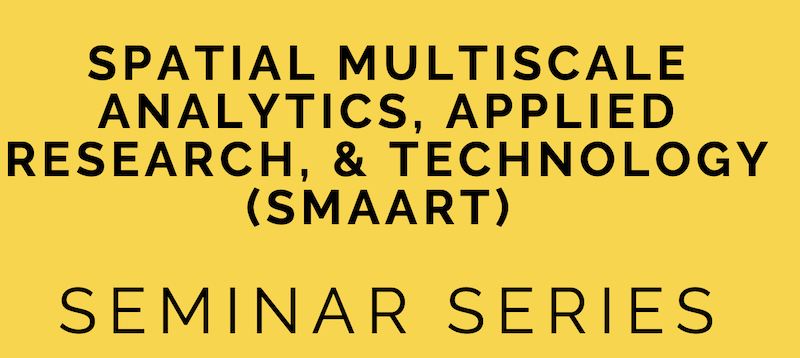 SPATIAL MULTISCALE
ANALYTICS, APPLIED
RESEARCH, & TECHNOLOGY
(SMAART)
SEMINAR SERIES